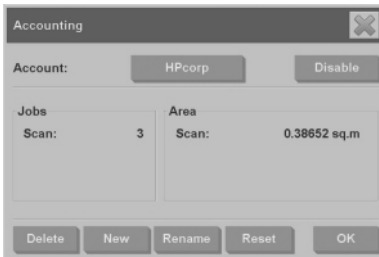 Accounting
Account: HPcorp Disable
Jobs Area
Scan: 3 Scan: 0.38652 sq.m
Delete New Rename Reset OK